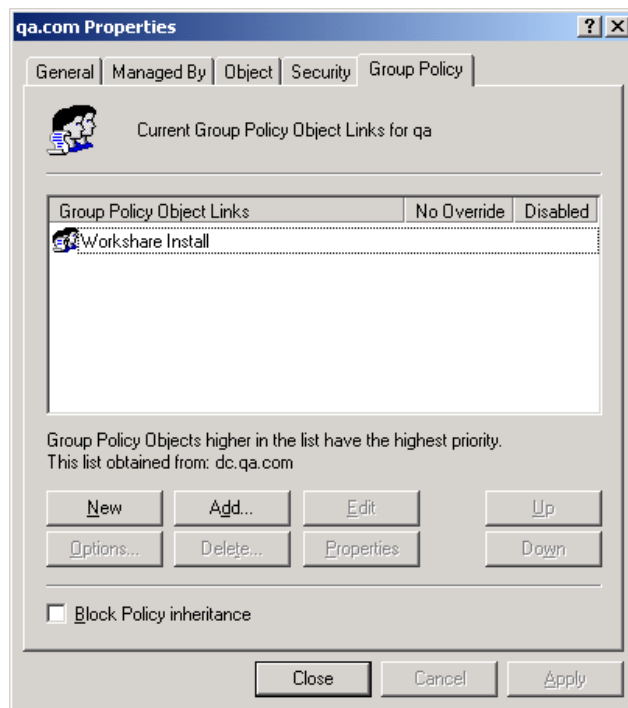 qa.com Properties
General Managed By Object Security Group Policy
Current Group Policy Object Links for qa
Group Policy Object Links No Override Disabled
Workshare Install
Group Policy Objects higher in the list have the highest priority.
This list obtained from: dc.qa.com
New Add... Edit Up
Options... Delete... Properties Down
Block Policy inheritance
Close Cancel Apply